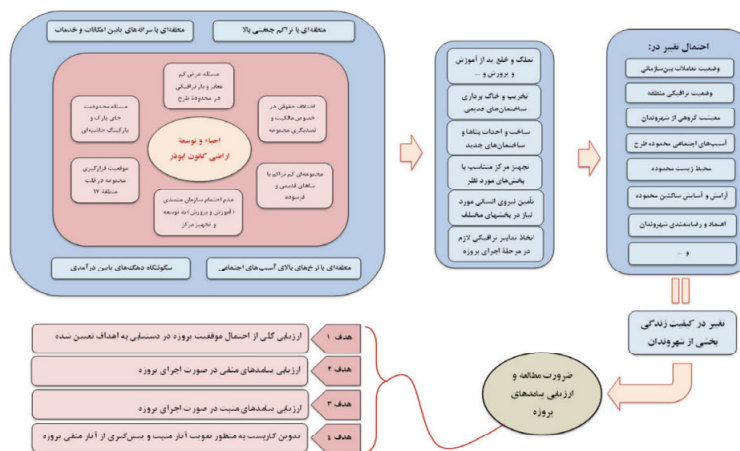 منطقه‌ای با تراکم جمعیتی بالا
منطقه‌ای با سرانه‌های پایین امکانات و خدمات
مسئله عرض کم
معابر و بار ترافیکی
در محدودهٔ طرح
اختلاف حقوقی در
خصوص مالکیت و
تصدیگری مجموعه
مسئله محدودیت
جای پارک و
پارکینگ حاشیه‌ای
احیاء و توسعهٔ
اراضی کانون ابوذر
موقعیت قرارگیری
مجموعه در قلب
منطقهٔ ۱۷
مجموعه‌ای کم تراکم با
بناهای قدیمی و
فرسوده
عدم اهتمام سازمان متصدی
(آموزش و پرورش) به توسعه
و تجهیز مرکز
منطقه‌ای با نرخ‌های بالای آسیب‌های اجتماعی
سکونتگاه دهک‌های پایین درآمدی
تملک و خلع ید از آموزش
و پرورش و ...
تخریب و خاک برداری
ساختمان‌های قدیمی
ساخت و احداث بناها و
ساختمان‌های جدید
تجهیز مرکز متناسب با
بخش‌های مورد نظر
تأمین نیروی انسانی مورد
نیاز در بخشهای مختلف
اتخاذ تدابیر ترافیکی لازم
در مرحلهٔ اجرای پروژه
احتمال تغییر در:
وضعیت تعاملات بین‌سازمانی
وضعیت ترافیکی منطقه
معیشت گروهی از شهروندان
آسیب‌های اجتماعی محدوده طرح
محیط زیست محدوده
آرامش و آسایش ساکنین محدوده
اعتماد و رضایتمندی شهروندان
و ...
تغییر در کیفیت زندگی
بخشی از شهروندان
ضرورت مطالعه و
ارزیابی پیامدهای
پروژه
هدف ۱
ارزیابی کلی از احتمال موفقیت پروژه در دستیابی به اهداف تعیین شده
هدف ۲
ارزیابی پیامدهای منفی در صورت اجرای پروژه
هدف ۳
ارزیابی پیامدهای مثبت در صورت اجرای پروژه
هدف ٤
تدوین کاربست به منظور تقویت آثار مثبت و پیش‌گیری از آثار منفی پروژه